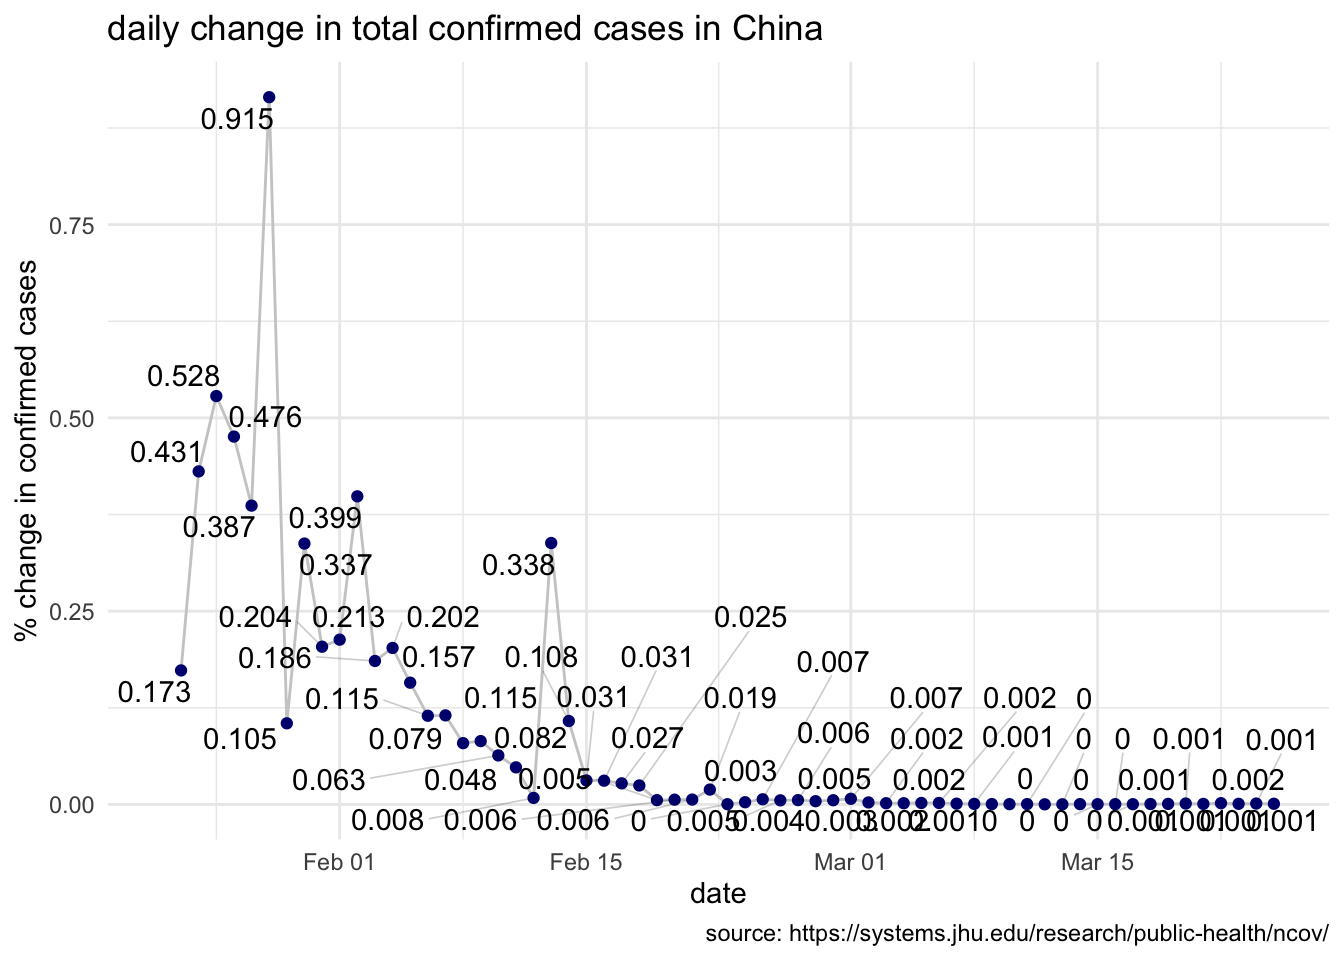 daily change in total confirmed cases in China
0.915
0.75
0.528
0.476
0.50
0.431
0.387
0.399
0.337
0.338
0.25
0.204 0.213 0.202 0.025
0.186 0.157 0.108 0.031 0.007
0.173 0.115 0.115 0.031 0.019 0.007 0.002 0
0.105 0.079 0.082 0.027 0.006 0.002 0.001 0 0 0.001 0.001
0.063 0.048 0.005 0.003 0.005 0.002 0 0 0.001 0.002
0.00
0.008 0.006 0.006 0 0.005 0.004 0.003 0.002 0.001 0 0 0 0 0.001 0.001 0.001 0.001
Feb 01 Feb 15 Mar 01 Mar 15
% change in confirmed cases
date
source: https://systems.jhu.edu/research/public-health/ncov/